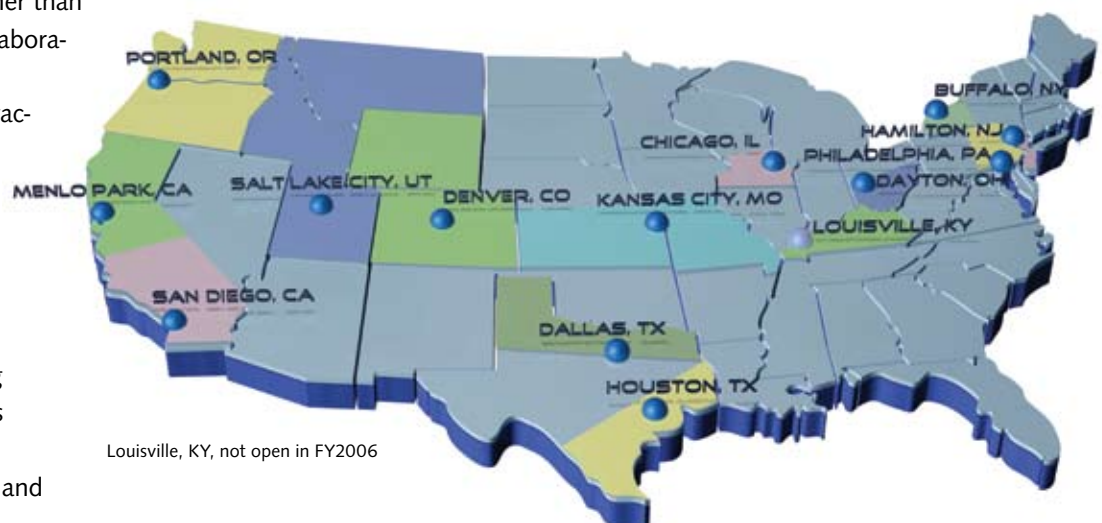 er than
labora-
rac-
PORTLAND, OR
BUFFALO, NY
HAMILTON, NJ
CHICAGO, IL
PHILADELPHIA, PA
MENLO PARK, CA
SALT LAKE CITY, UT
DENVER, CO
KANSAS CITY, MO
DAYTON, OH
LOUISVILLE, KY
SAN DIEGO, CA
DALLAS, TX
HOUSTON, TX
g
s
Louisville, KY, not open in FY2006
and